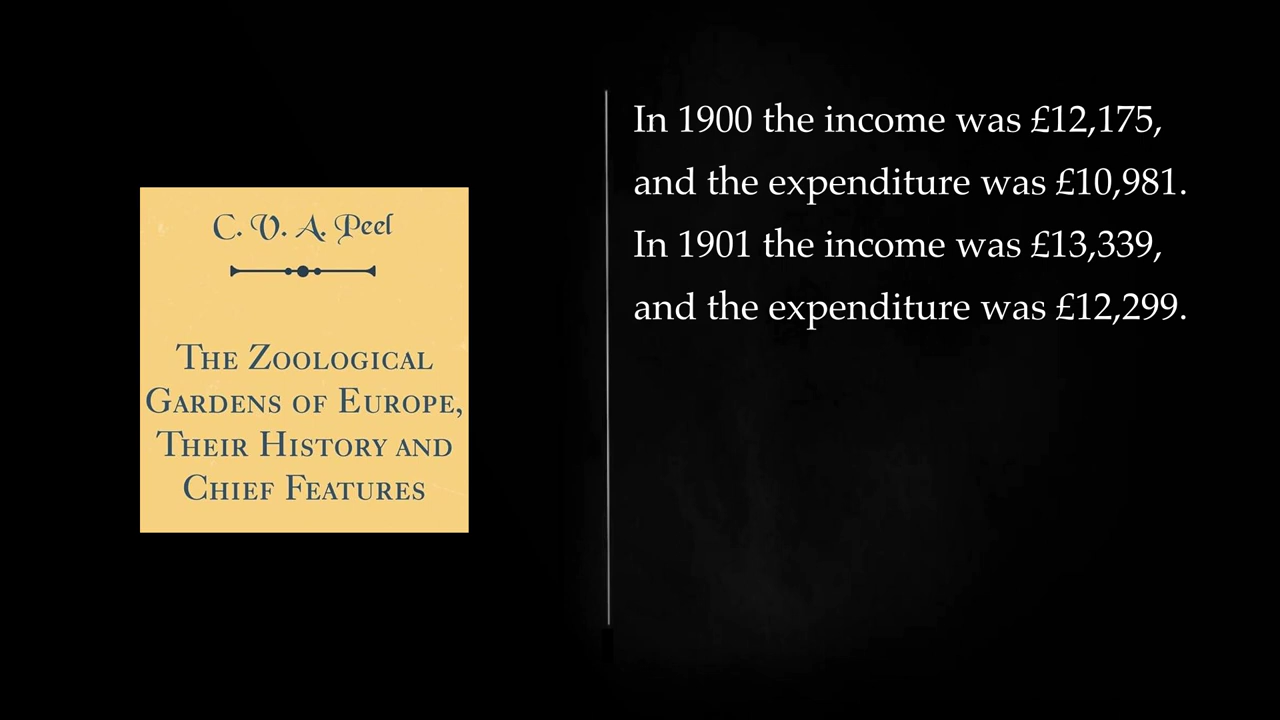 C. V. A. Peel
The Zoological
Gardens of Europe,
Their History and
Chief Features
In 1900 the income was £12,175,
and the expenditure was £10,981.
In 1901 the income was £13,339,
and the expenditure was £12,299.